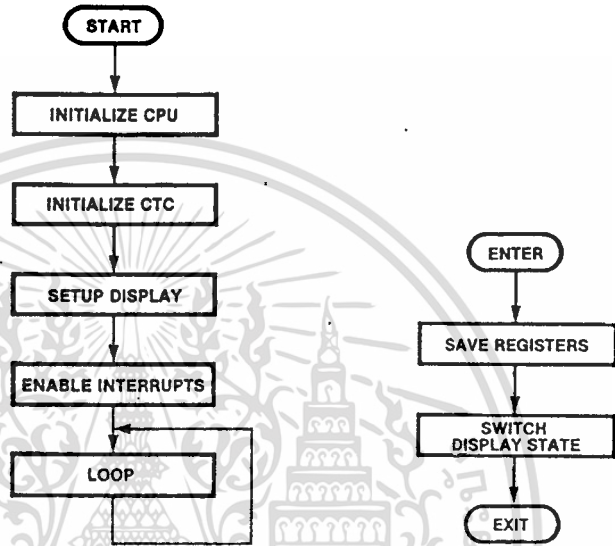 START
INITIALIZE CPU
INITIALIZE CTC
SETUP DISPLAY
ENABLE INTERRUPTS
LOOP
ENTER
SAVE REGISTERS
SWITCH
DISPLAY STATE
EXIT